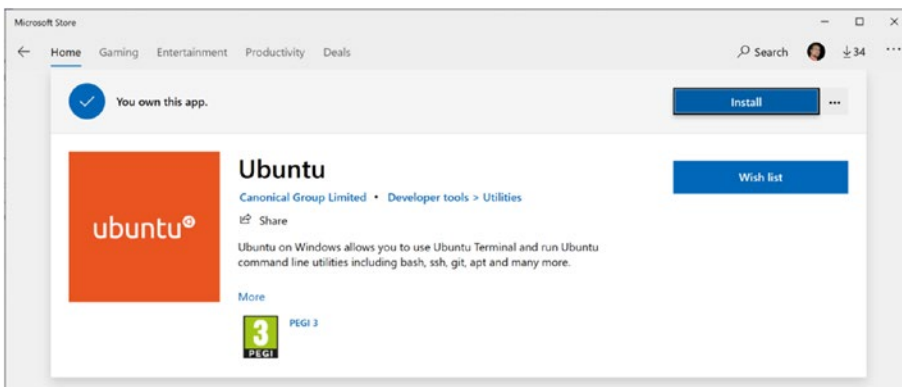 Microsoft Store
Home Gaming Entertainment Productivity Deals Search 34
You own this app. Install
Ubuntu
Wish list
Canonical Group Limited • Developer tools > Utilities
Share
ubuntu
Ubuntu on Windows allows you to use Ubuntu Terminal and run Ubuntu
command line utilities including bash, ssh, git, apt and many more.
More
3 PEGI 3
PEGI